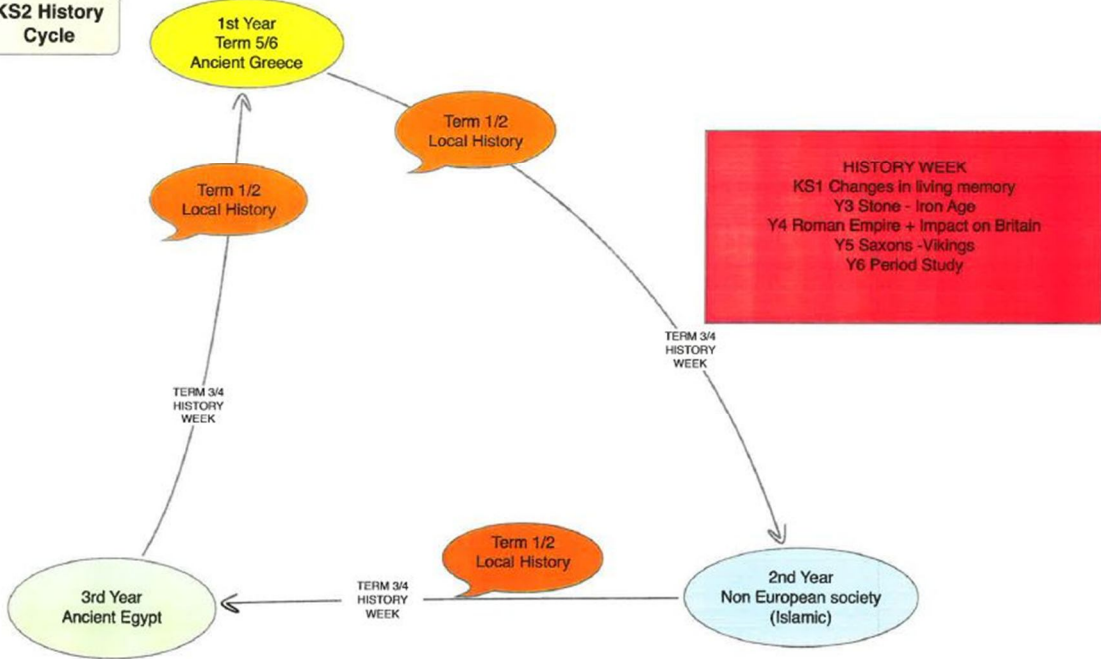 KS2 History
Cycle
1st Year
Term 5/6
Ancient Greece
Term 1/2
Local History
Term 1/2
Local History
HISTORY WEEK
KS1 Changes in living memory
Y3 Stone - Iron Age
Y4 Roman Empire + Impact on Britain
Y5 Saxons -Vikings
Y6 Period Study
TERM 3/4
HISTORY
WEEK
TERM 3/4
HISTORY
WEEK
Term 1/2
Local History
2nd Year
Non European society
(Islamic)
TERM 3/4
HISTORY
WEEK
3rd Year
Ancient Egypt